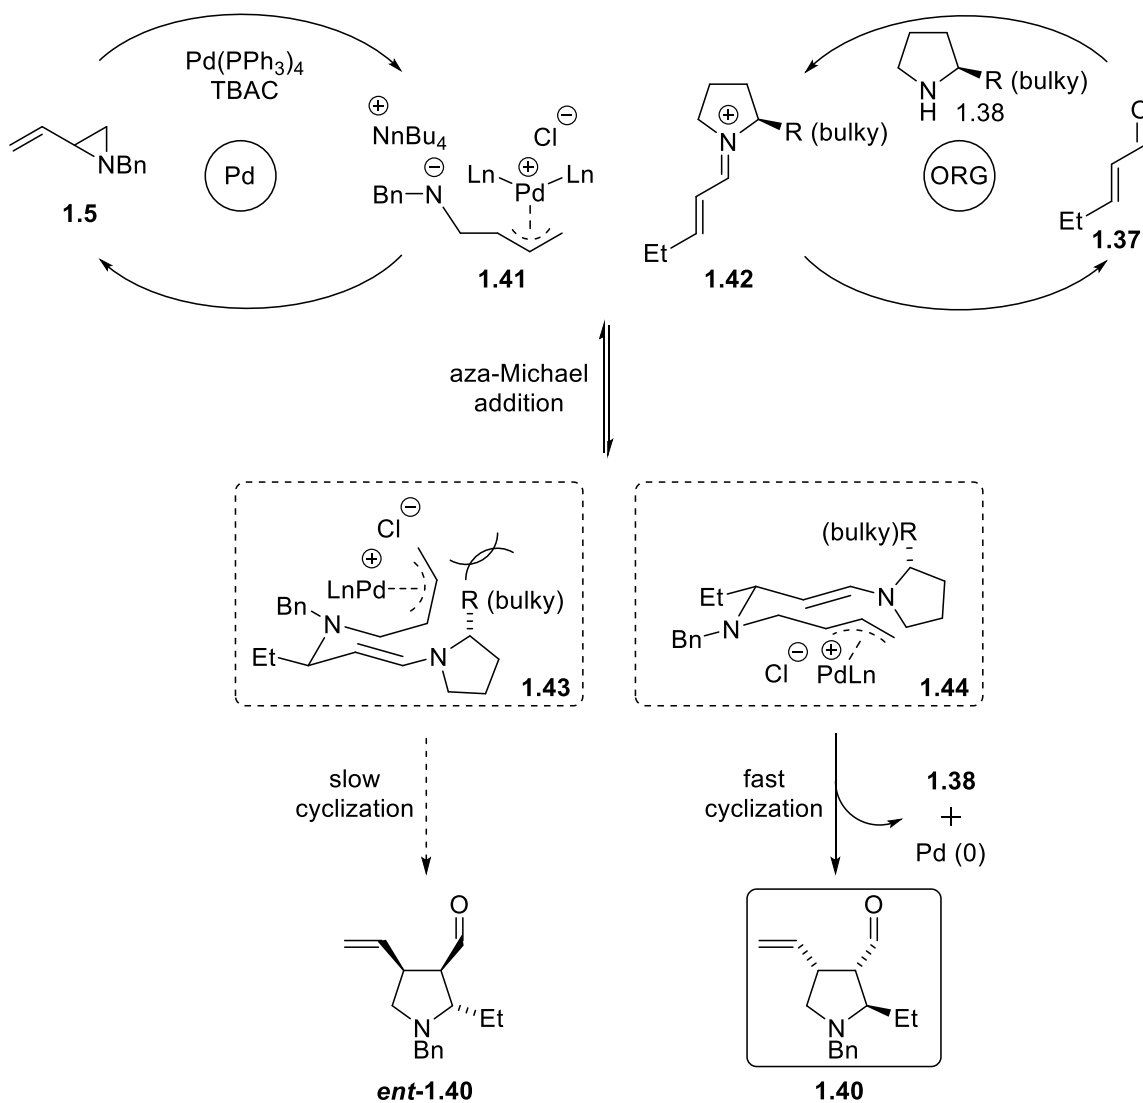 Pd(PPh3)4
TBAC
NBn
1.5
Pd
⊕
NnBu4
⊖
Bn–N
Cl ⊖
⊕
Ln Pd Ln
1.41
⊕
N
R (bulky)
Et
1.42
N
H
R (bulky)
1.38
ORG
O
Et
1.37
aza-Michael
addition
Cl ⊖
⊕
LnPd
Bn
N
R (bulky)
Et
N
1.43
(bulky)R
Et
N
Bn
N
Cl ⊖ ⊕
PdLn
1.44
slow
cyclization
fast
cyclization
1.38
+
Pd (0)
O
N
Et
Bn
ent-1.40
O
N
Et
Bn
1.40